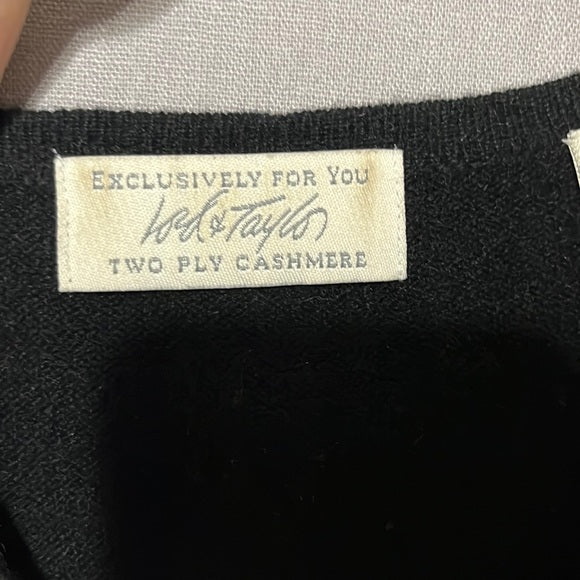 EXCLUSIVELY FOR YOU
Lord & Taylor
TWO PLY CASHMERE